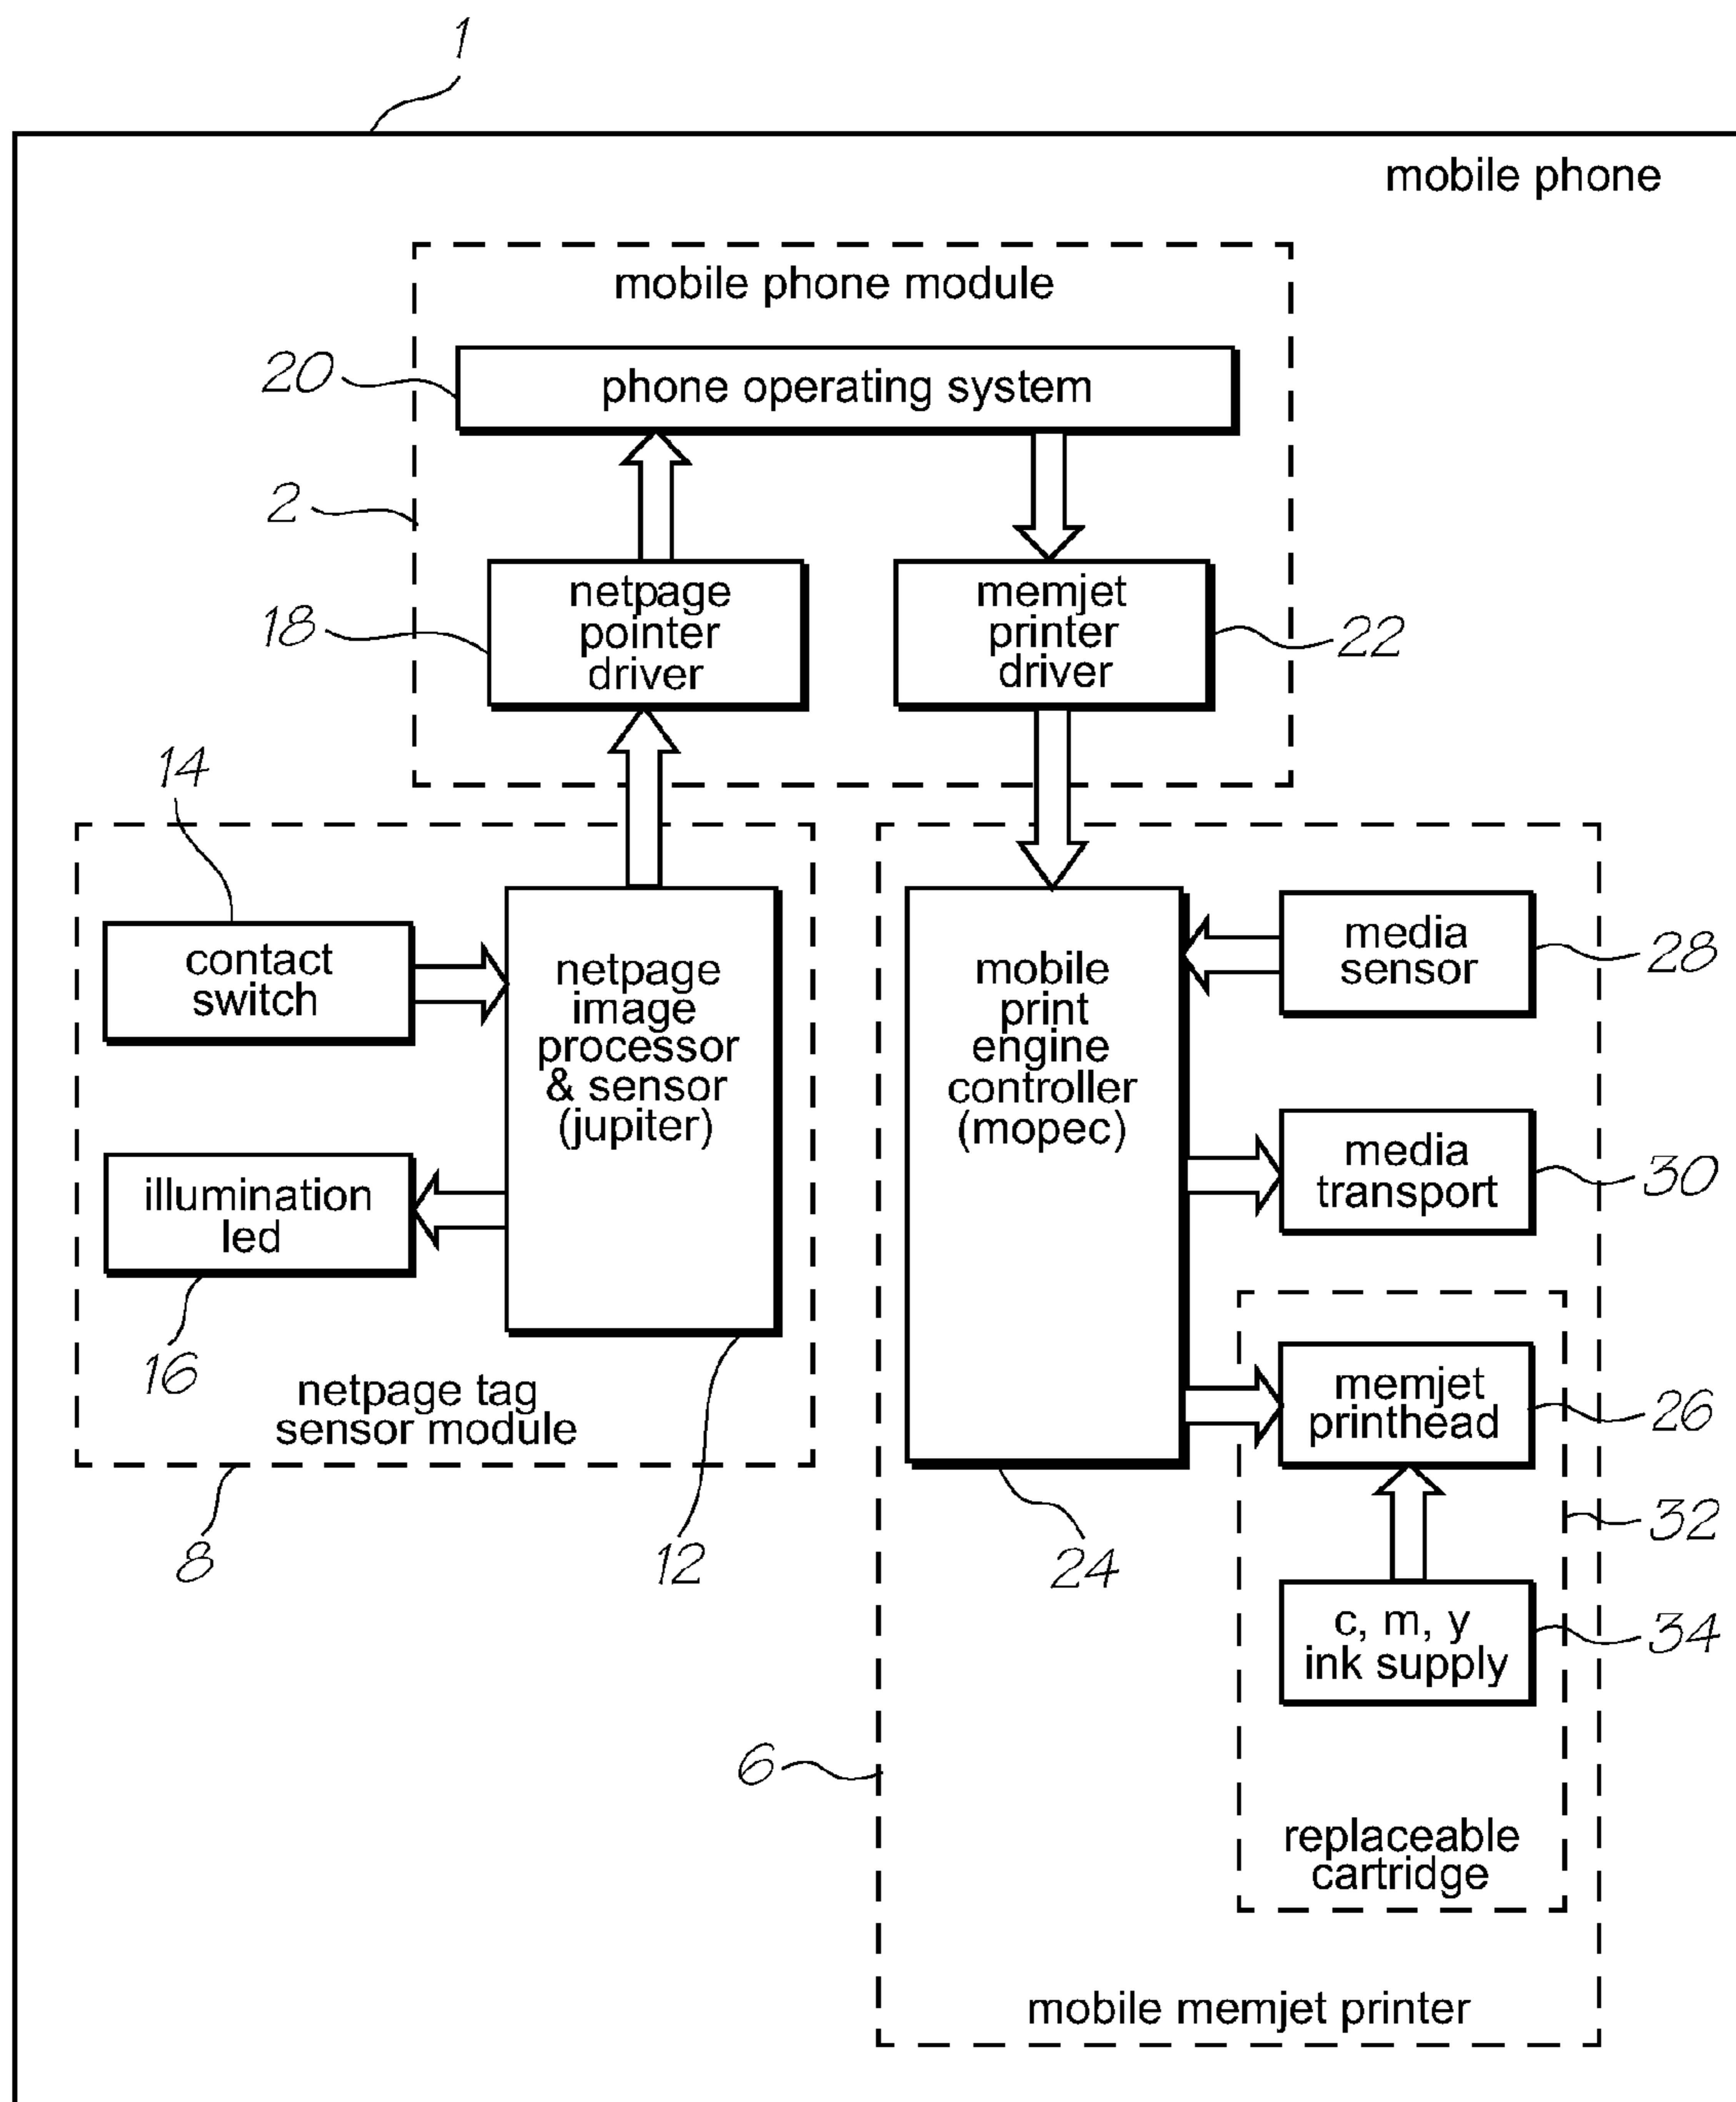 1
mobile phone
mobile phone module
20
phone operating system
2
netpage
pointer
driver
18
memjet
printer
driver
22
14
contact
switch
netpage
image
processor
& sensor
(jupiter)
illumination
led
16
netpage tag
sensor module
8
12
mobile
print
engine
controller
(mopec)
media
sensor
28
media
transport
30
memjet
printhead
26
24
32
c, m, y
ink supply
34
6
replaceable
cartridge
mobile memjet printer